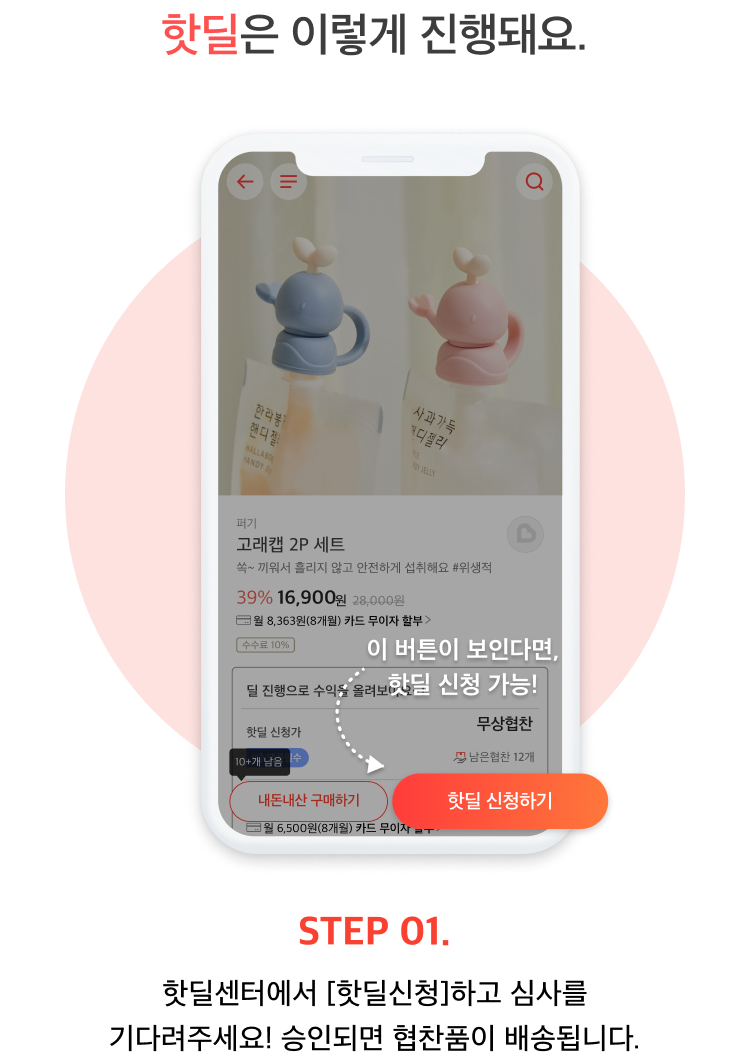 핫딜은 이렇게 진행돼요.
한라봉
핸디젤리
HALLABONG
HANDY
사과가득
핸디젤리
JELLY
퍼기
고래캡 2P 세트
쏙~ 끼워서 흘리지 않고 안전하게 섭취해요 #위생적
39% 16,900원 28,000원
월 8,363원(8개월) 카드 무이자 할부>
수수료 10%
이 버튼이 보인다면,
핫딜 신청 가능!
딜 진행으로 수익을 올려보
핫딜 신청가
무상협찬
10+개 남음
수
남은협찬 12개
내돈내산 구매하기
핫딜 신청하기
월 6,500원(8개월) 카드 무이자 할부>
STEP 01.
핫딜센터에서 [핫딜신청]하고 심사를
기다려주세요! 승인되면 협찬품이 배송됩니다.